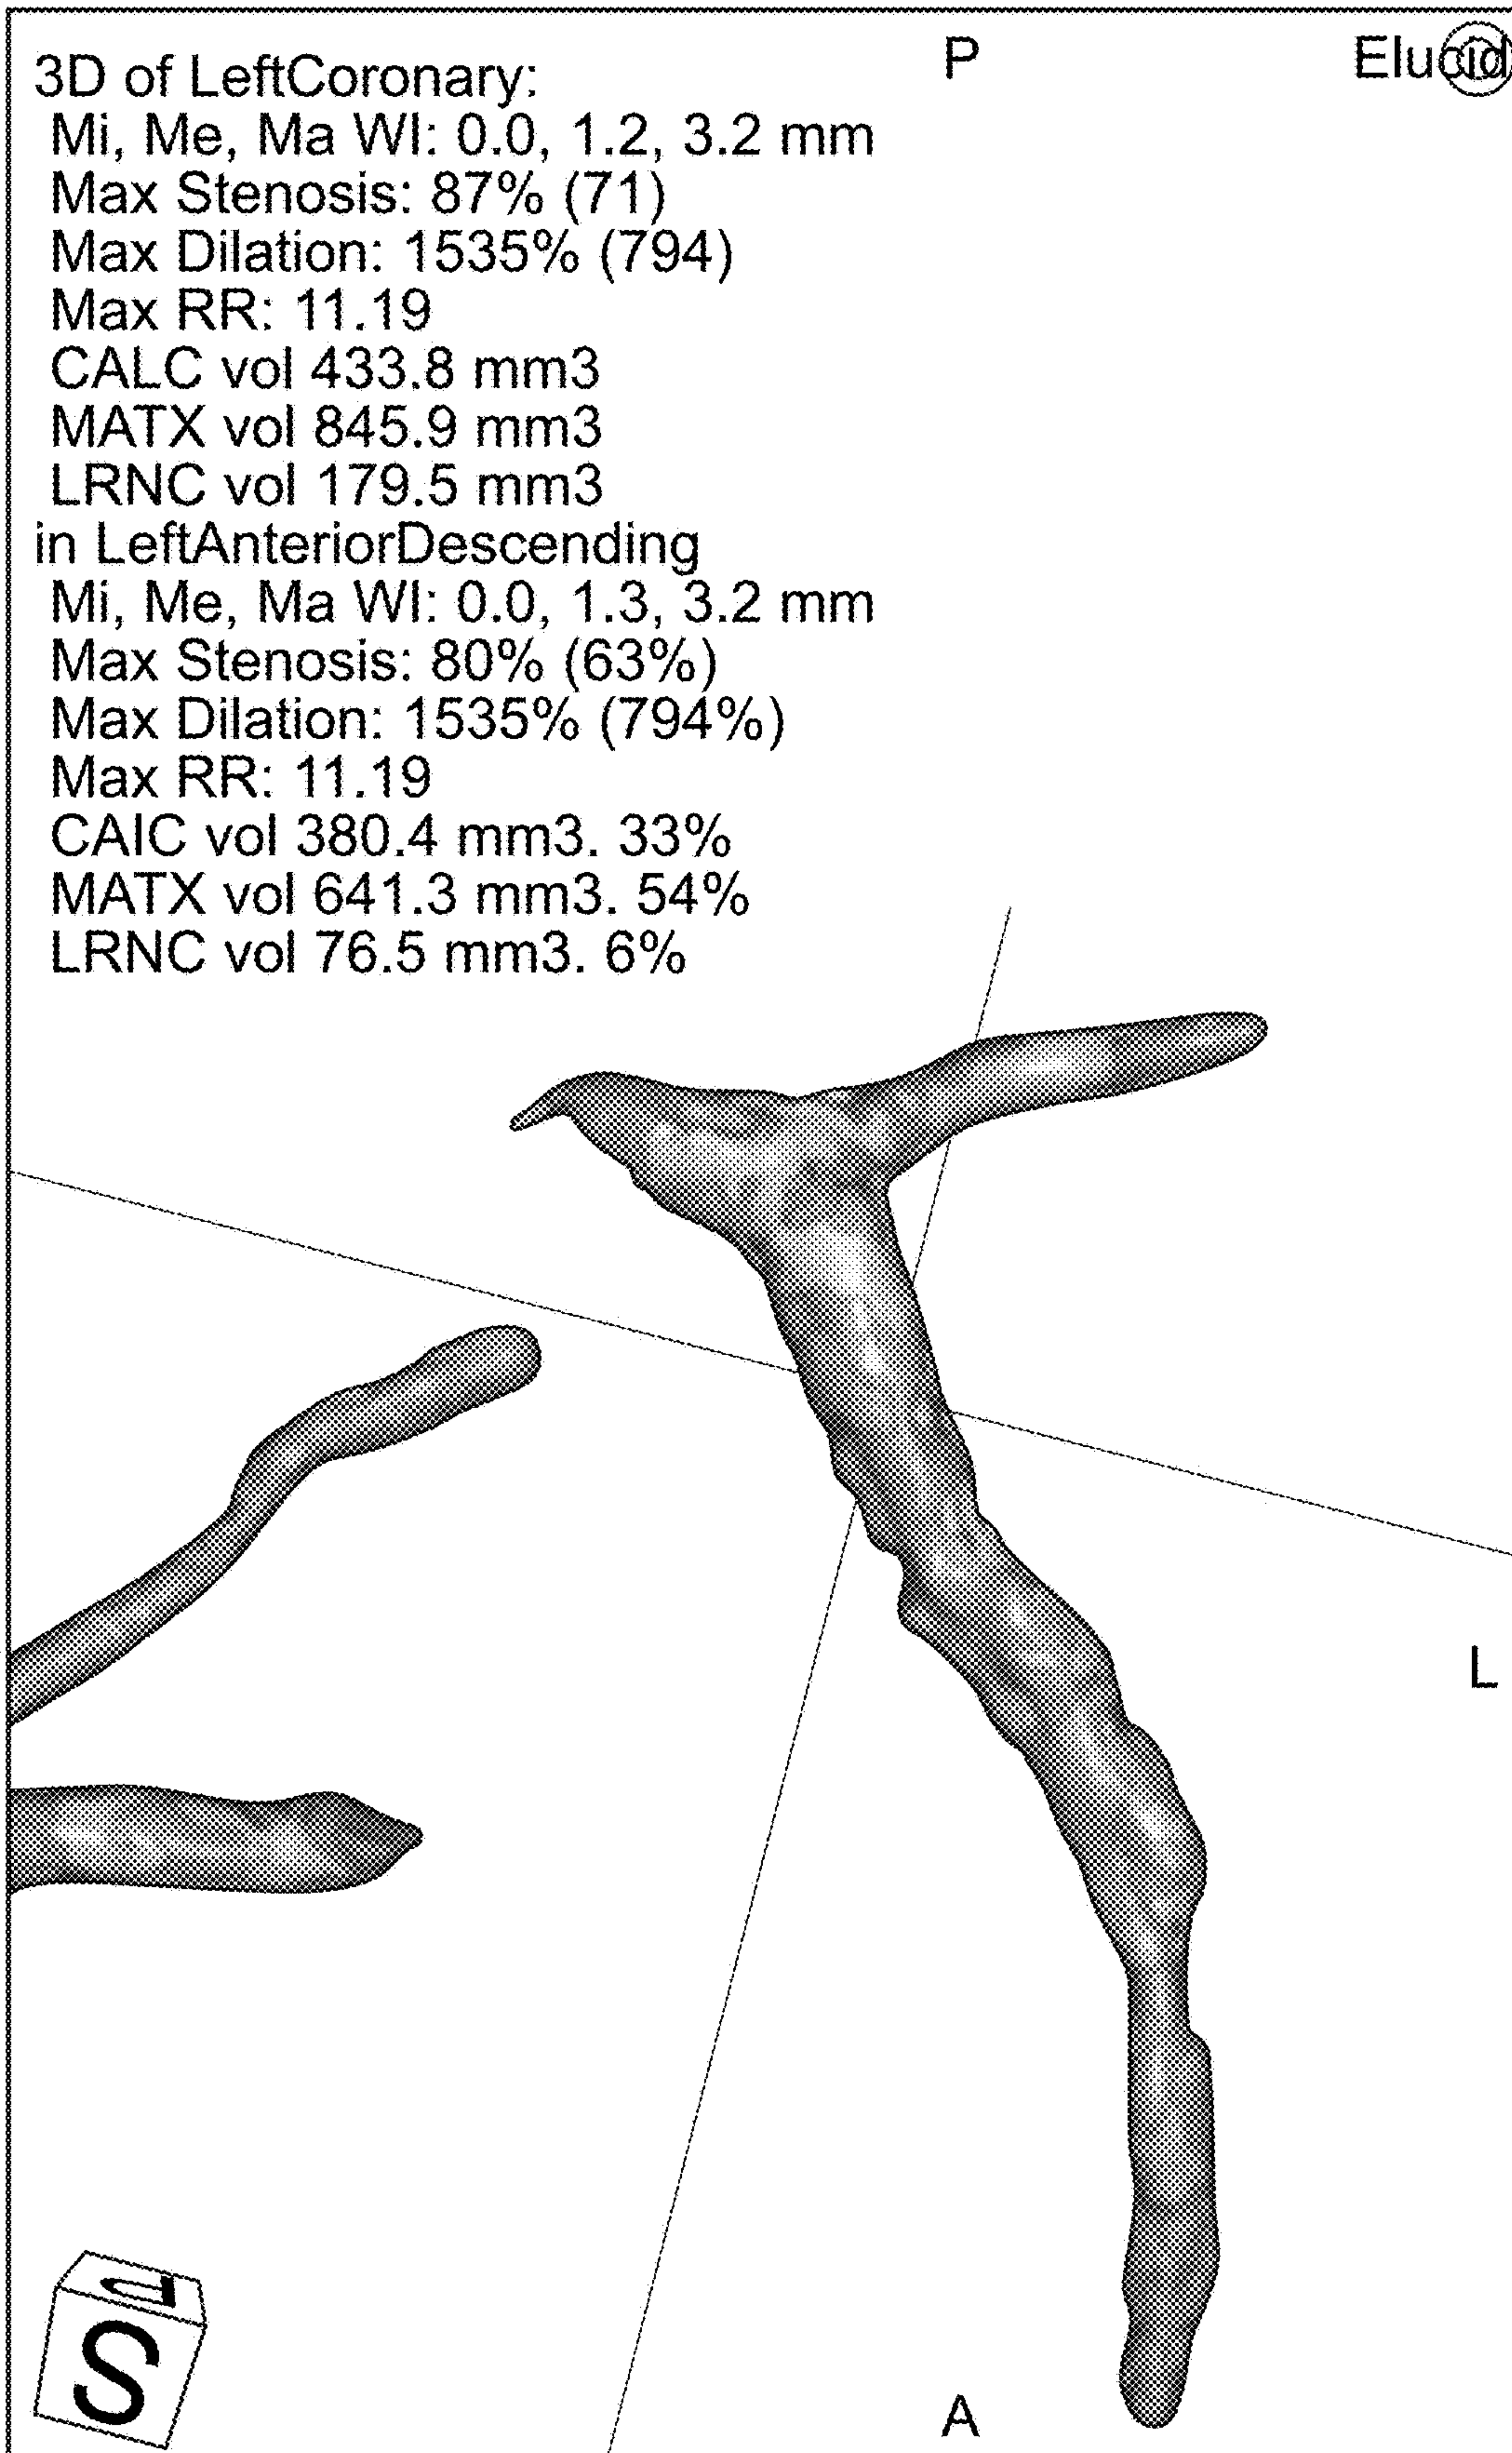 P
Elucid
3D of LeftCoronary:
Mi, Me, Ma WI: 0.0, 1.2, 3.2 mm
Max Stenosis: 87% (71)
Max Dilation: 1535% (794)
Max RR: 11.19
CALC vol 433.8 mm3
MATX vol 845.9 mm3
LRNC vol 179.5 mm3
in LeftAnteriorDescending
Mi, Me, Ma WI: 0.0, 1.3, 3.2 mm
Max Stenosis: 80% (63%)
Max Dilation: 1535% (794%)
Max RR: 11.19
CAIC vol 380.4 mm3. 33%
MATX vol 641.3 mm3. 54%
LRNC vol 76.5 mm3. 6%
L
P
S
A